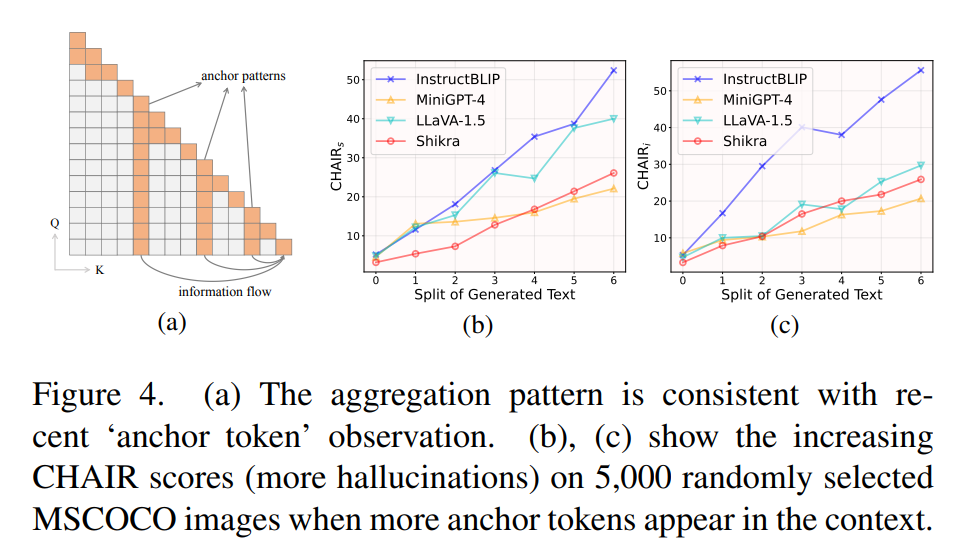 anchor patterns
Q
K
information flow
(a)
InstructBLIP
MiniGPT-4
LLaVA-1.5
Shikra
CHAIRₛ
50
40
30
20
10
0 1 2 3 4 5 6
Split of Generated Text
(b)
InstructBLIP
MiniGPT-4
LLaVA-1.5
Shikra
CHAIRᵢ
50
40
30
20
10
0 1 2 3 4 5 6
Split of Generated Text
(c)
Figure 4. (a) The aggregation pattern is consistent with re-
cent ‘anchor token’ observation. (b), (c) show the increasing
CHAIR scores (more hallucinations) on 5,000 randomly selected
MSCOCO images when more anchor tokens appear in the context.